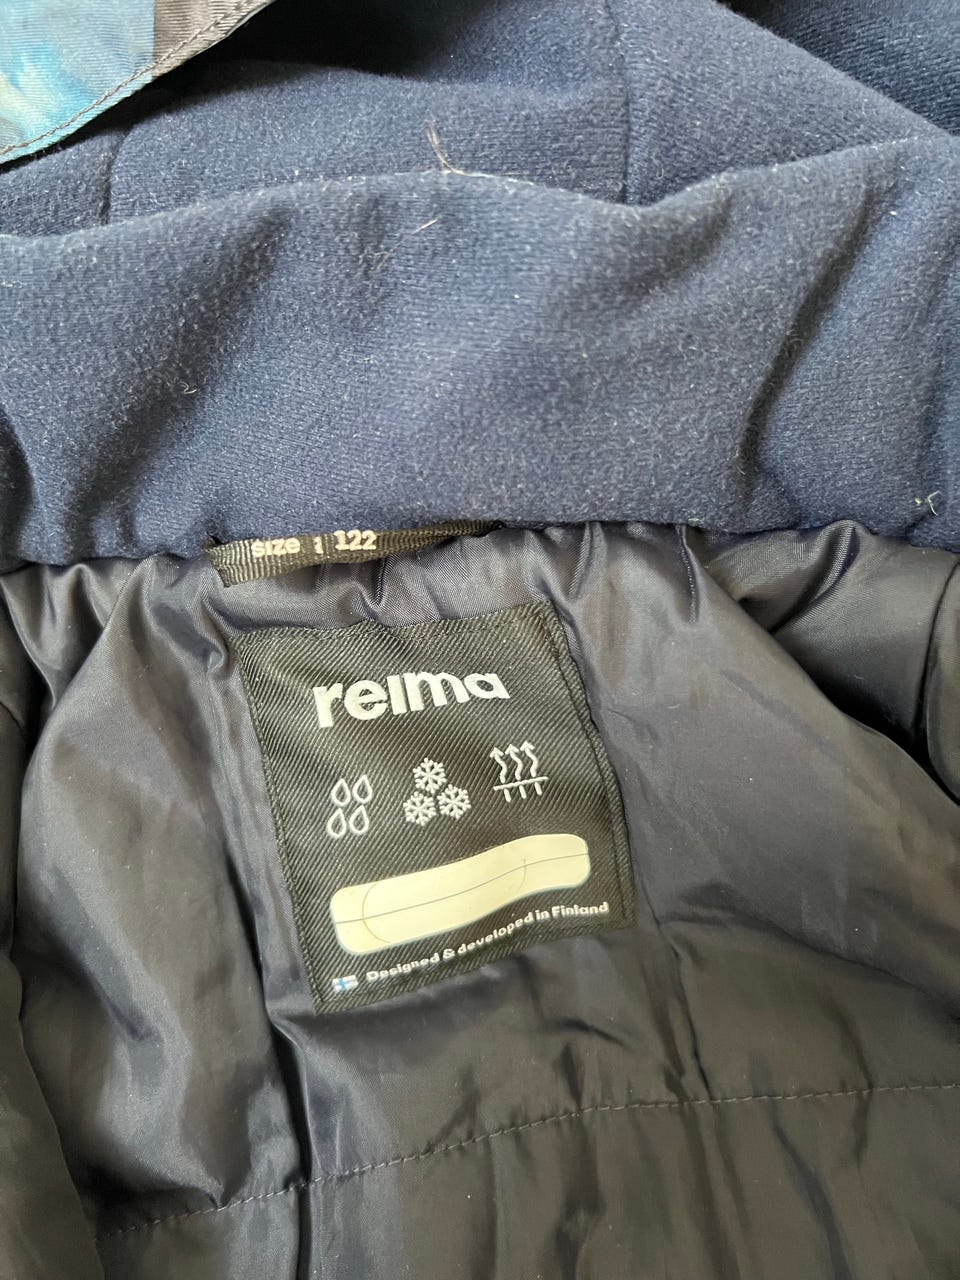 size | 122
reima
Designed & developed in Finland